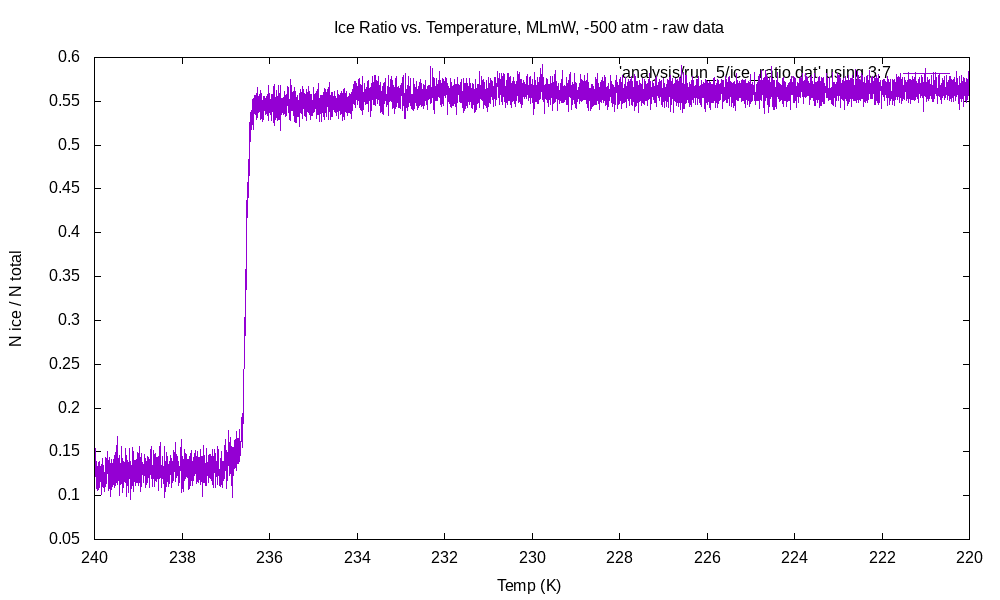 Ice Ratio vs. Temperature, MLmW, -500 atm - raw data
'analysis/run_5/ice_ratio.dat' using 3:7
N ice / N total
0.6
0.55
0.5
0.45
0.4
0.35
0.3
0.25
0.2
0.15
0.1
0.05
240 238 236 234 232 230 228 226 224 222 220
Temp (K)